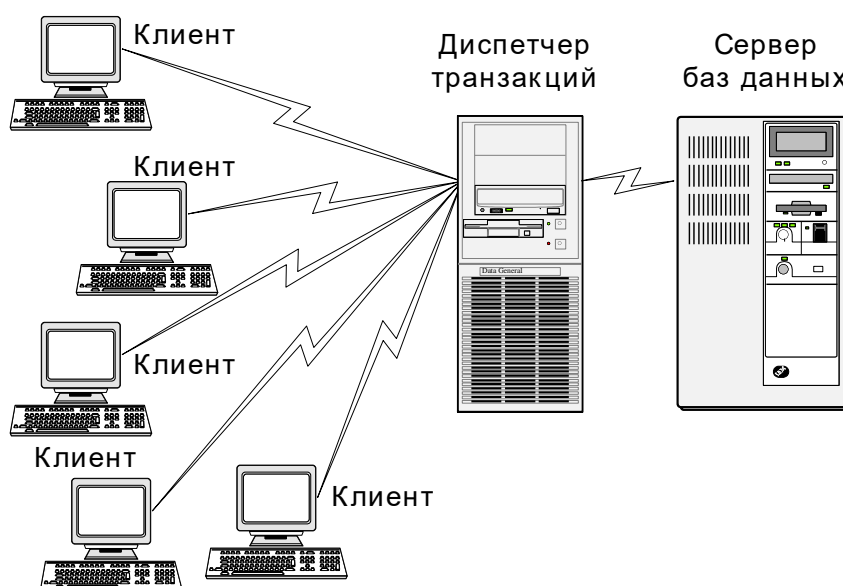 Клиент
Диспетчер
транзакций
Сервер
баз данных
Клиент
Data General
Клиент
Клиент
Клиент